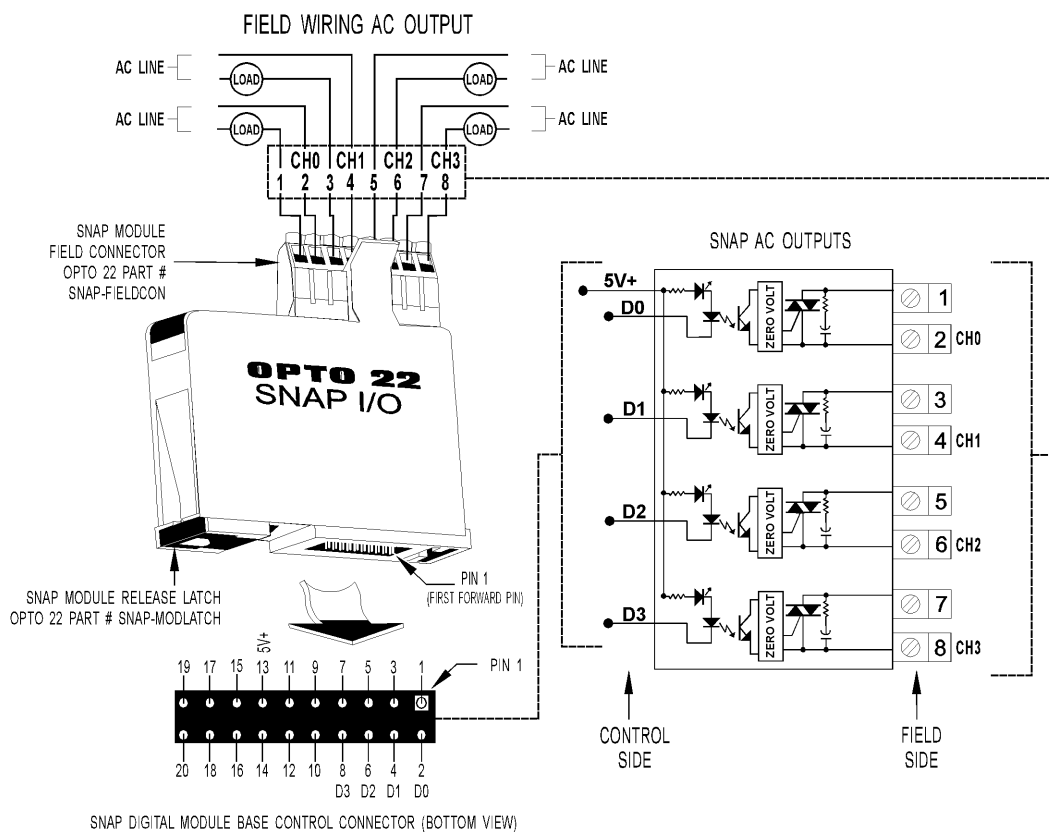 FIELD WIRING AC OUTPUT
AC LINE
LOAD
LOAD
AC LINE
AC LINE
LOAD
LOAD
AC LINE
CH0 CH1 CH2 CH3
1 2 3 4 5 6 7 8
SNAP MODULE
FIELD CONNECTOR
OPTO 22 PART #
SNAP-FIELDCON
OPTO 22
SNAP I/O
SNAP MODULE RELEASE LATCH
OPTO 22 PART # SNAP-MODLATCH
PIN 1
(FIRST FORWARD PIN)
5V+
19 17 15 13 11 9 7 5 3 1
PIN 1
20 18 16 14 12 10 8 6 4 2
D3 D2 D1 D0
SNAP DIGITAL MODULE BASE CONTROL CONNECTOR (BOTTOM VIEW)
SNAP AC OUTPUTS
5V+
D0
ZERO VOLT
1
2 CH0
D1
ZERO VOLT
3
4 CH1
D2
ZERO VOLT
5
6 CH2
D3
ZERO VOLT
7
8 CH3
CONTROL
SIDE
FIELD
SIDE